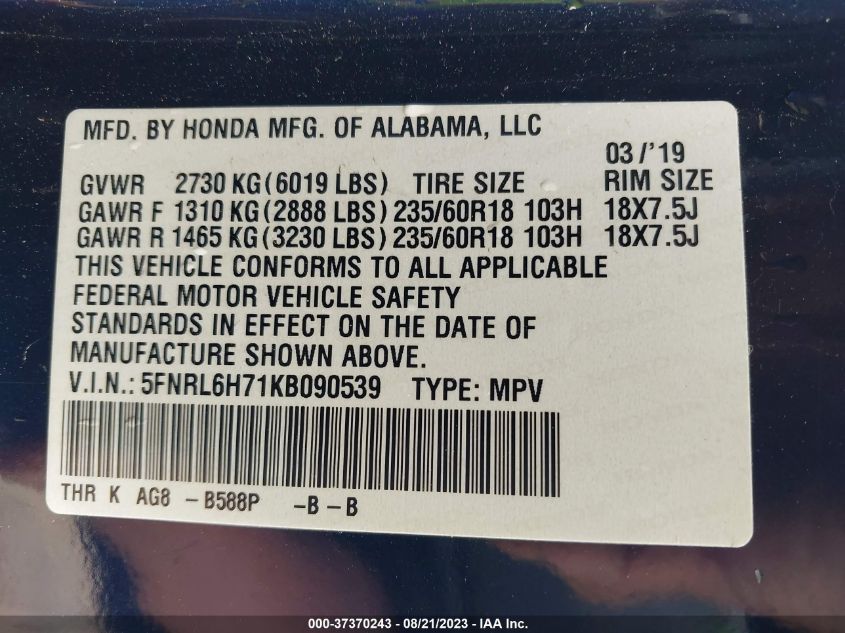 MFD. BY HONDA MFG. OF ALABAMA, LLC
03/'19
GVWR 2730 KG(6019 LBS) TIRE SIZE RIM SIZE
GAWR F 1310 KG(2888 LBS) 235/60R18 103H 18X7.5J
GAWR R 1465 KG(3230 LBS) 235/60R18 103H 18X7.5J
THIS VEHICLE CONFORMS TO ALL APPLICABLE
FEDERAL MOTOR VEHICLE SAFETY
STANDARDS IN EFFECT ON THE DATE OF
MANUFACTURE SHOWN ABOVE.
V.I.N.: 5FNRL6H71KB090539 TYPE: MPV
THR K AG8 -B588P -B-B
000-37370243 - 08/21/2023 - IAA Inc.